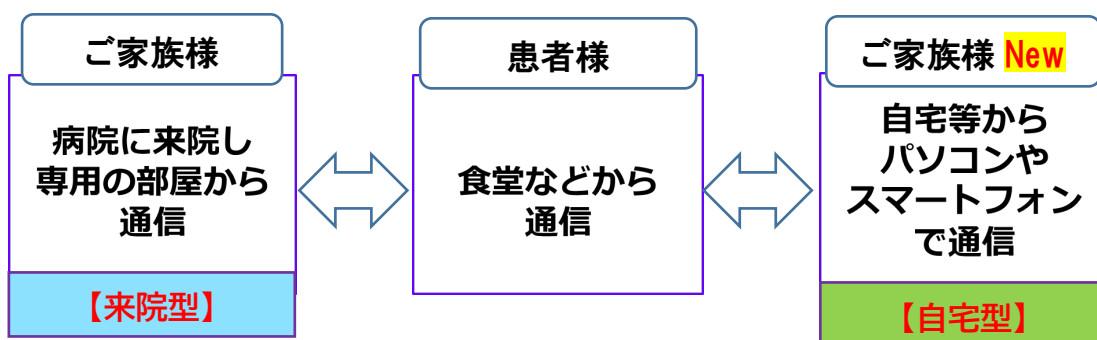 ご家族様
病院に来院し
専用の部屋から
通信
【来院型】
患者様
食堂などから
通信
ご家族様 New
自宅等から
パソコンや
スマートフォン
で通信
【自宅型】